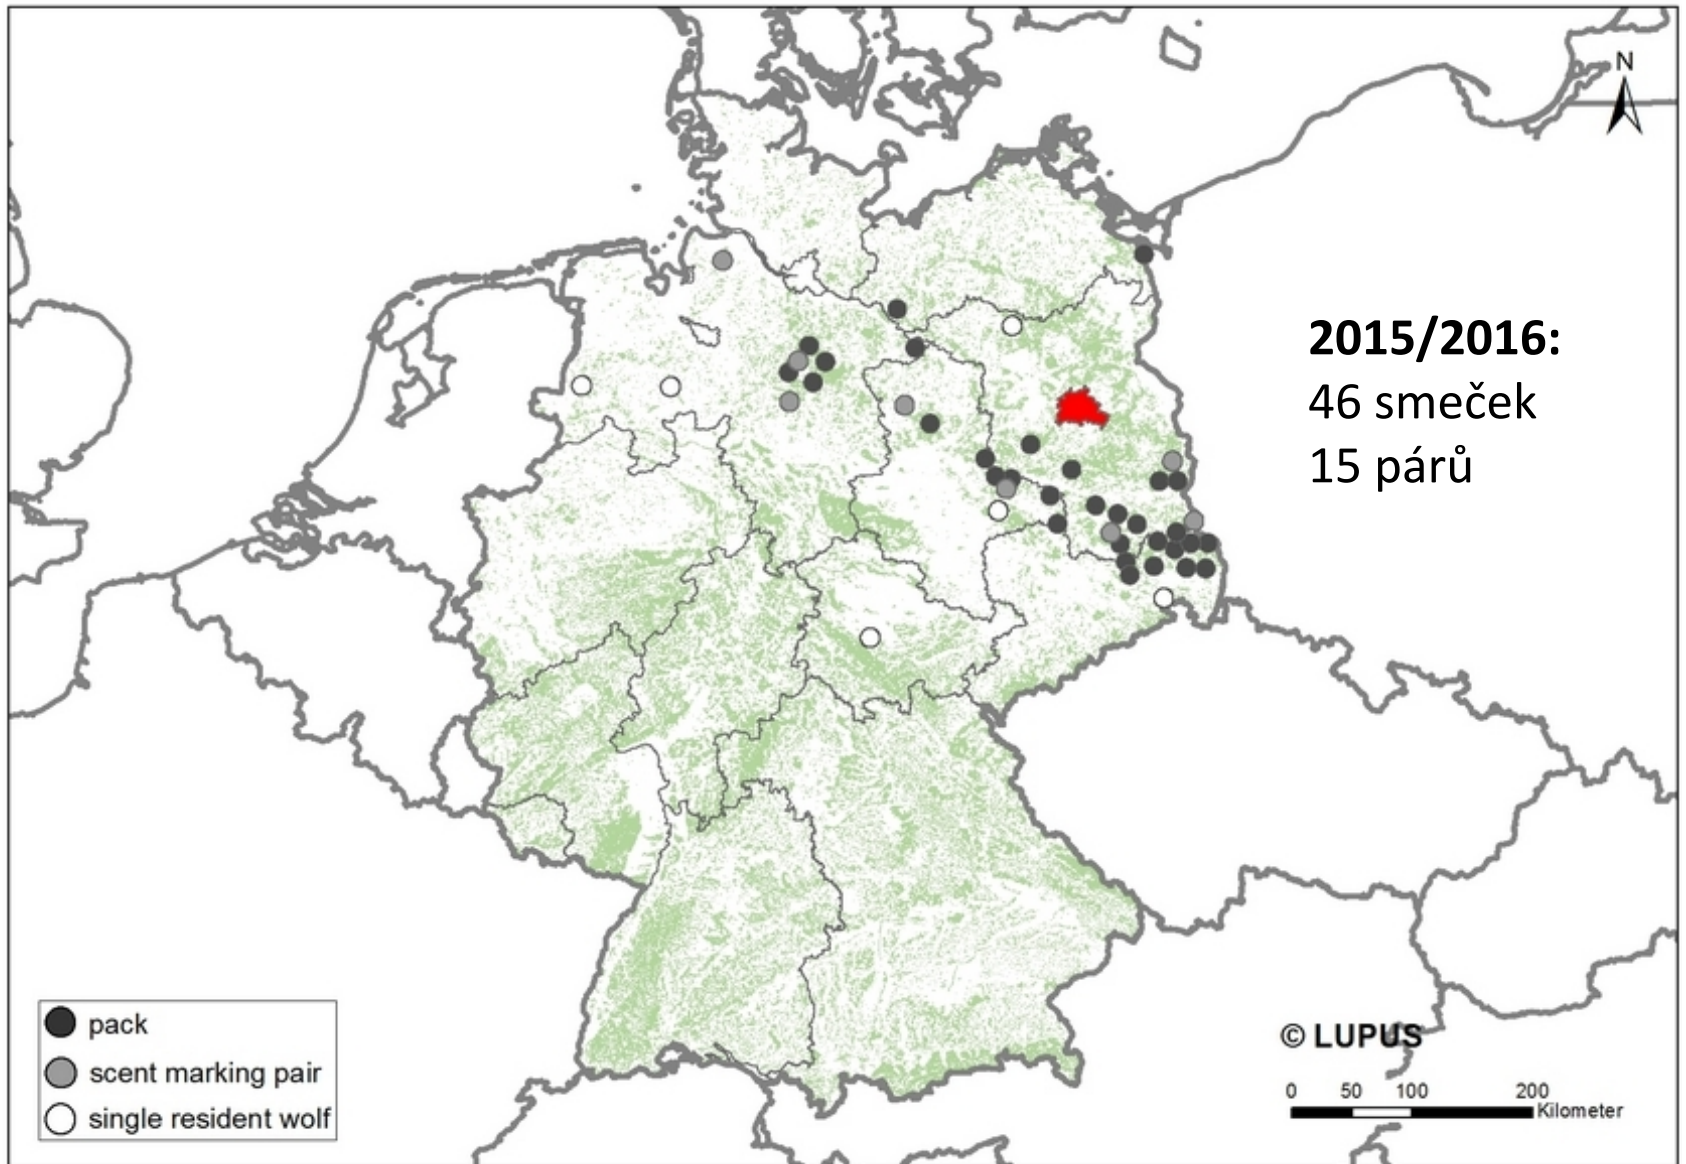 N
2015/2016:
46 smeček
15 párů
pack
scent marking pair
single resident wolf
© LUPUS
0 50 100 200
Kilometer